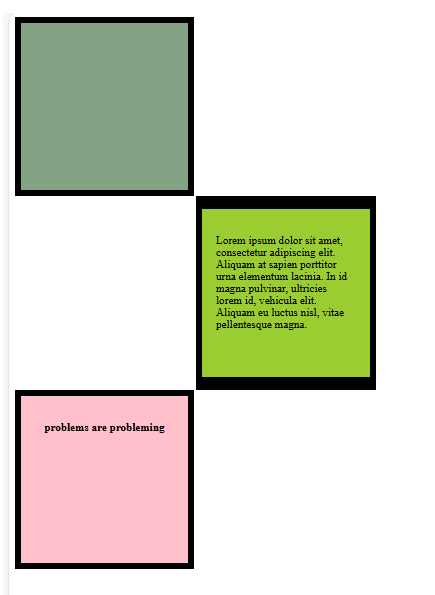 Lorem ipsum dolor sit amet,
consectetur adipiscing elit.
Aliquam at sapien porttitor
urna elementum lacinia. In id
magna pulvinar, ultricies
lorem id, vehicula elit.
Aliquam eu luctus nisl, vitae
pellentesque magna.
problems are probleming